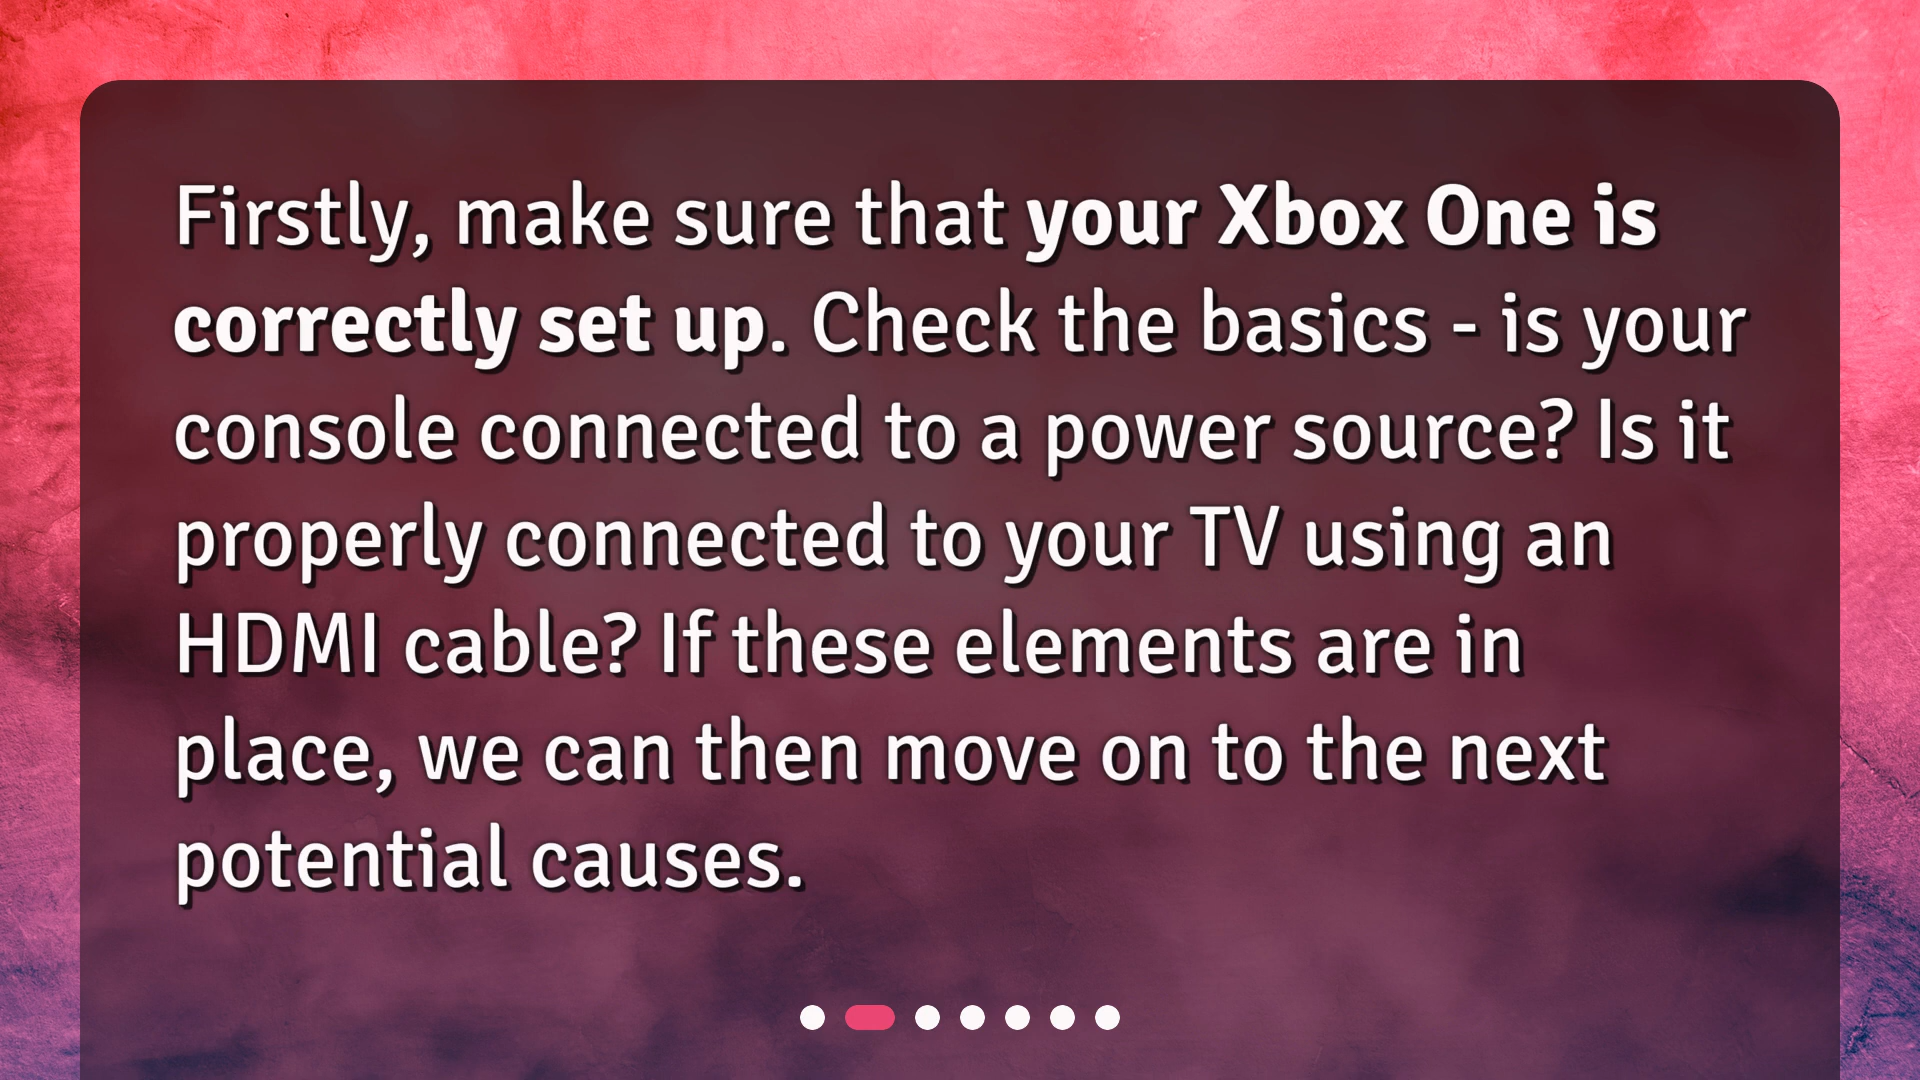 Firstly, make sure that your Xbox One is
correctly set up. Check the basics - is your
console connected to a power source? Is it
properly connected to your TV using an
HDMI cable? If these elements are in
place, we can then move on to the next
potential causes.